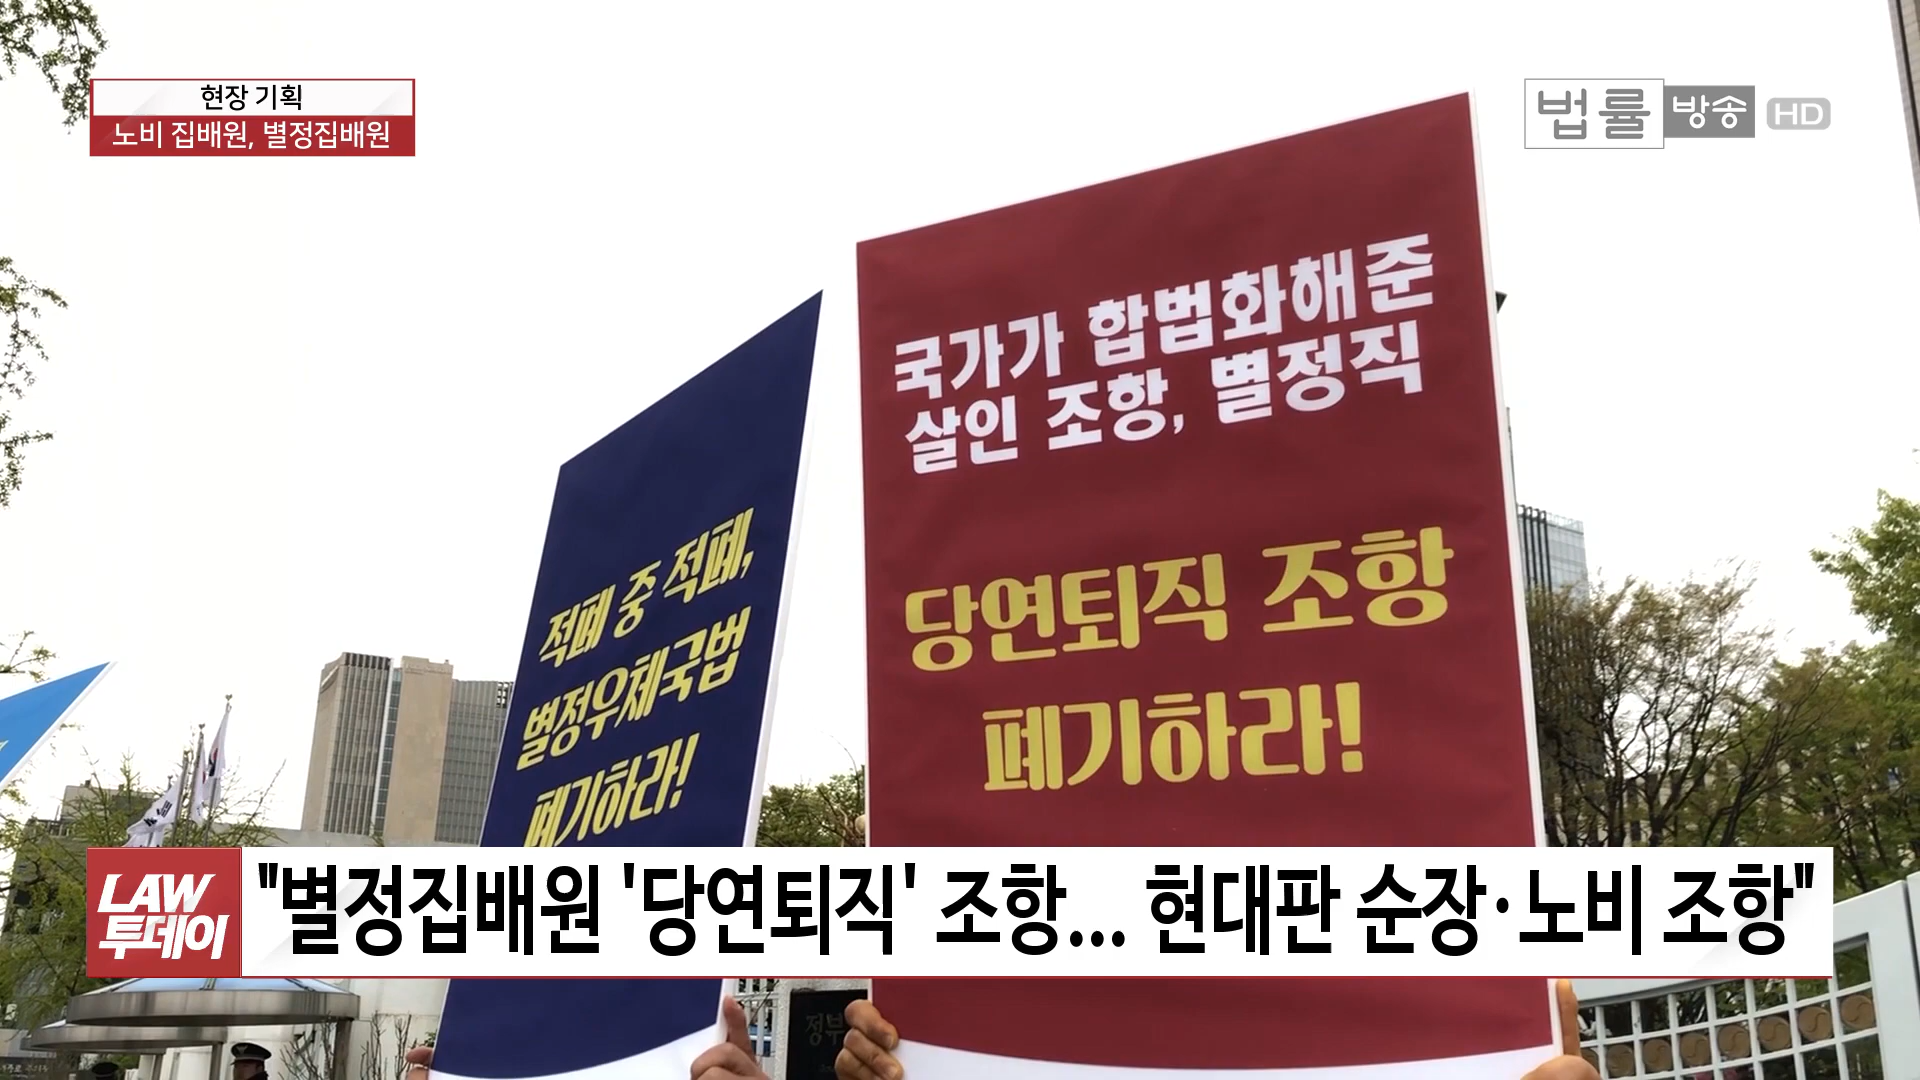 현장 기획
노비 집배원, 별정집배원
법률방송 HD
국가가 합법화해준
살인 조항, 별정직
당연퇴직 조항
폐기하라!
적폐 중 적폐,
별정우체국법
폐기하라!
LAW
투데이
"별정집배원 '당연퇴직' 조항... 현대판 순장·노비 조항"
정부